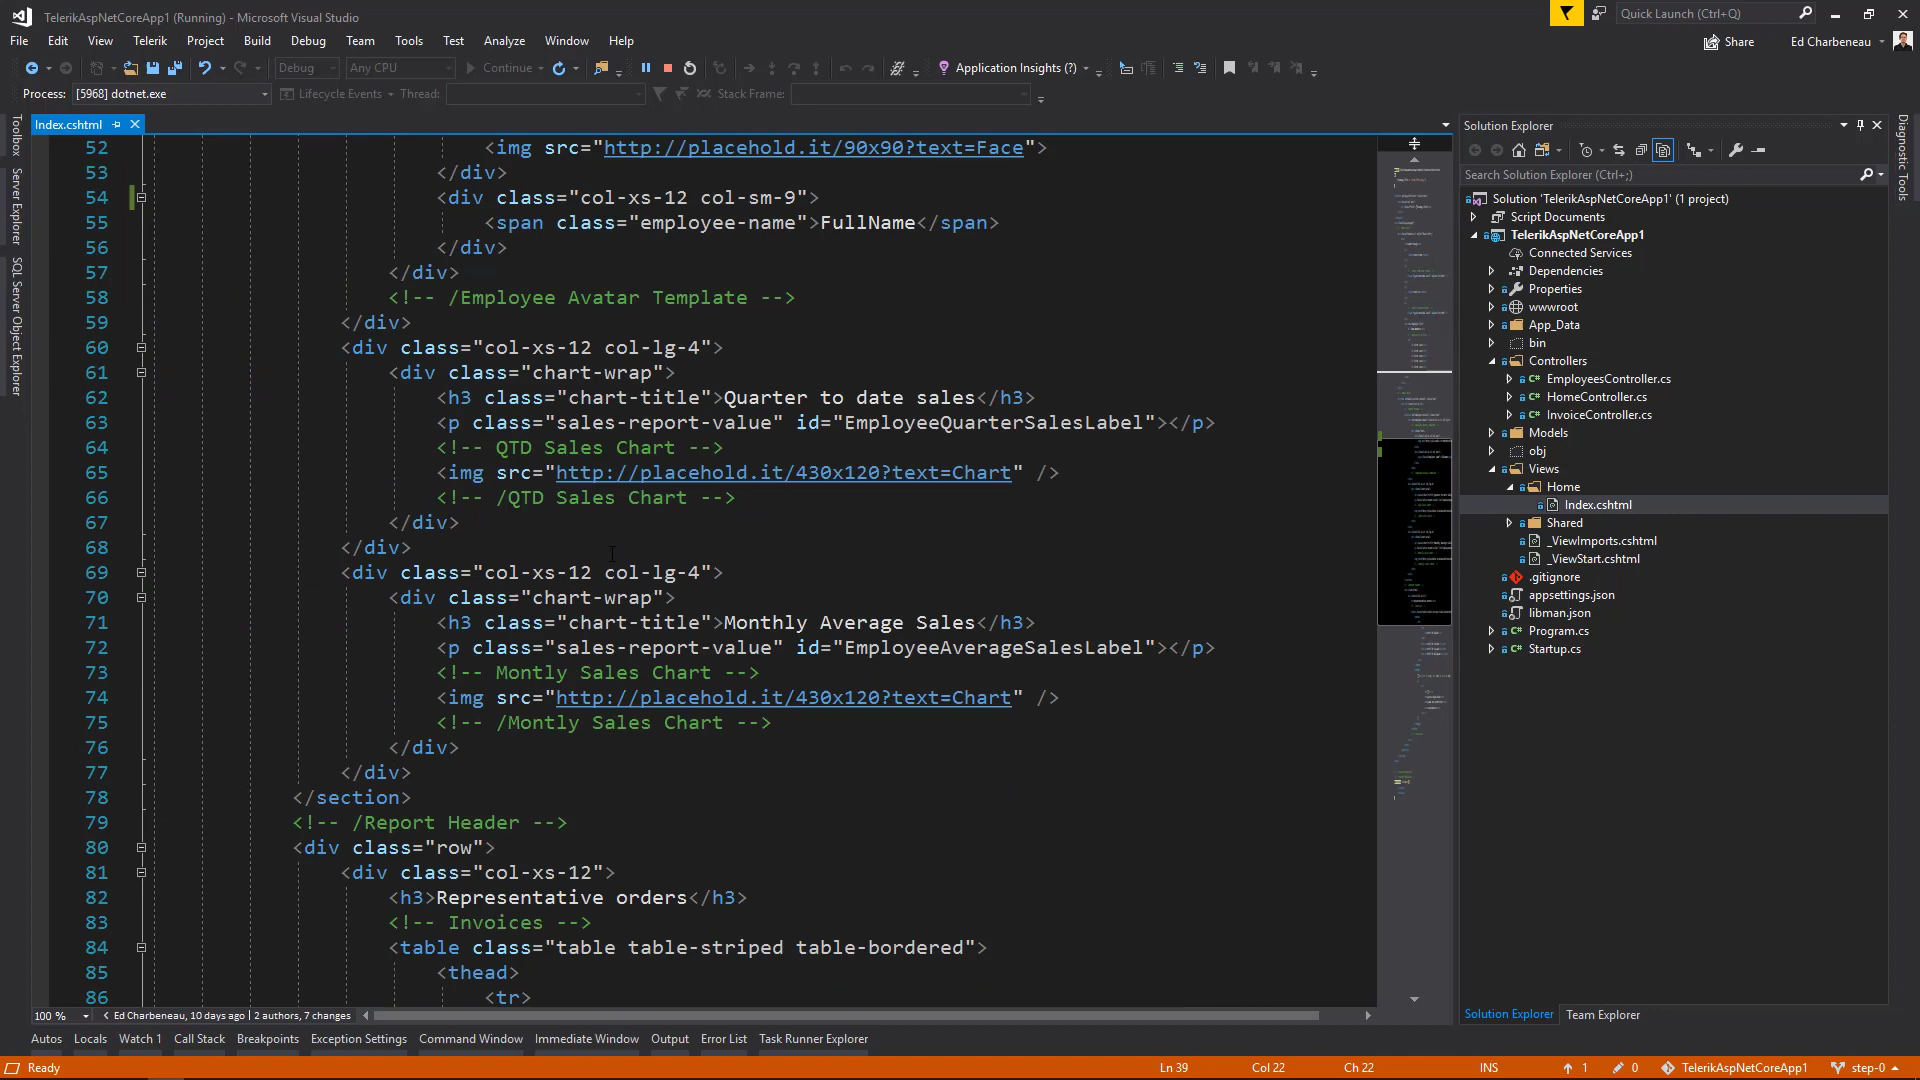 TelerikAspNetCoreApp1 (Running) - Microsoft Visual Studio
Quick Launch (Ctrl+Q)
File Edit View Telerik Project Build Debug Team Tools Test Analyze Window Help
Share Ed Charbeneau
Debug Any CPU Continue Application Insights (?)
Process: [5968] dotnet.exe Lifecycle Events Thread: Stack Frame:
Toolbox
Server Explorer
SQL Server Object Explorer
Index.cshtml
52 <img src="http://placehold.it/90x90?text=Face">
53 </div>
54 <div class="col-xs-12 col-sm-9">
55 <span class="employee-name">FullName</span>
56 </div>
57 </div>
58 <!-- /Employee Avatar Template -->
59 </div>
60 <div class="col-xs-12 col-lg-4">
61 <div class="chart-wrap">
62 <h3 class="chart-title">Quarter to date sales</h3>
63 <p class="sales-report-value" id="EmployeeQuarterSalesLabel"></p>
64 <!-- QTD Sales Chart -->
65 <img src="http://placehold.it/430x120?text=Chart" />
66 <!-- /QTD Sales Chart -->
67 </div>
68 </div>
69 <div class="col-xs-12 col-lg-4">
70 <div class="chart-wrap">
71 <h3 class="chart-title">Monthly Average Sales</h3>
72 <p class="sales-report-value" id="EmployeeAverageSalesLabel"></p>
73 <!-- Montly Sales Chart -->
74 <img src="http://placehold.it/430x120?text=Chart" />
75 <!-- /Montly Sales Chart -->
76 </div>
77 </div>
78 </section>
79 <!-- /Report Header -->
80 <div class="row">
81 <div class="col-xs-12">
82 <h3>Representative orders</h3>
83 <!-- Invoices -->
84 <table class="table table-striped table-bordered">
85 <thead>
86 <tr>
100 % Ed Charbeneau, 10 days ago | 2 authors, 7 changes
Solution Explorer
Search Solution Explorer (Ctrl+;)
Solution 'TelerikAspNetCoreApp1' (1 project)
Script Documents
TelerikAspNetCoreApp1
Connected Services
Dependencies
Properties
wwwroot
App_Data
bin
Controllers
C# EmployeesController.cs
C# HomeController.cs
C# InvoiceController.cs
Models
obj
Views
Home
Index.cshtml
Shared
_ViewImports.cshtml
_ViewStart.cshtml
.gitignore
appsettings.json
libman.json
C# Program.cs
C# Startup.cs
Solution Explorer Team Explorer
Diagnostic Tools
Autos Locals Watch 1 Call Stack Breakpoints Exception Settings Command Window Immediate Window Output Error List Task Runner Explorer
Ready Ln 39 Col 22 Ch 22 INS 1 0 TelerikAspNetCoreApp1 step-0